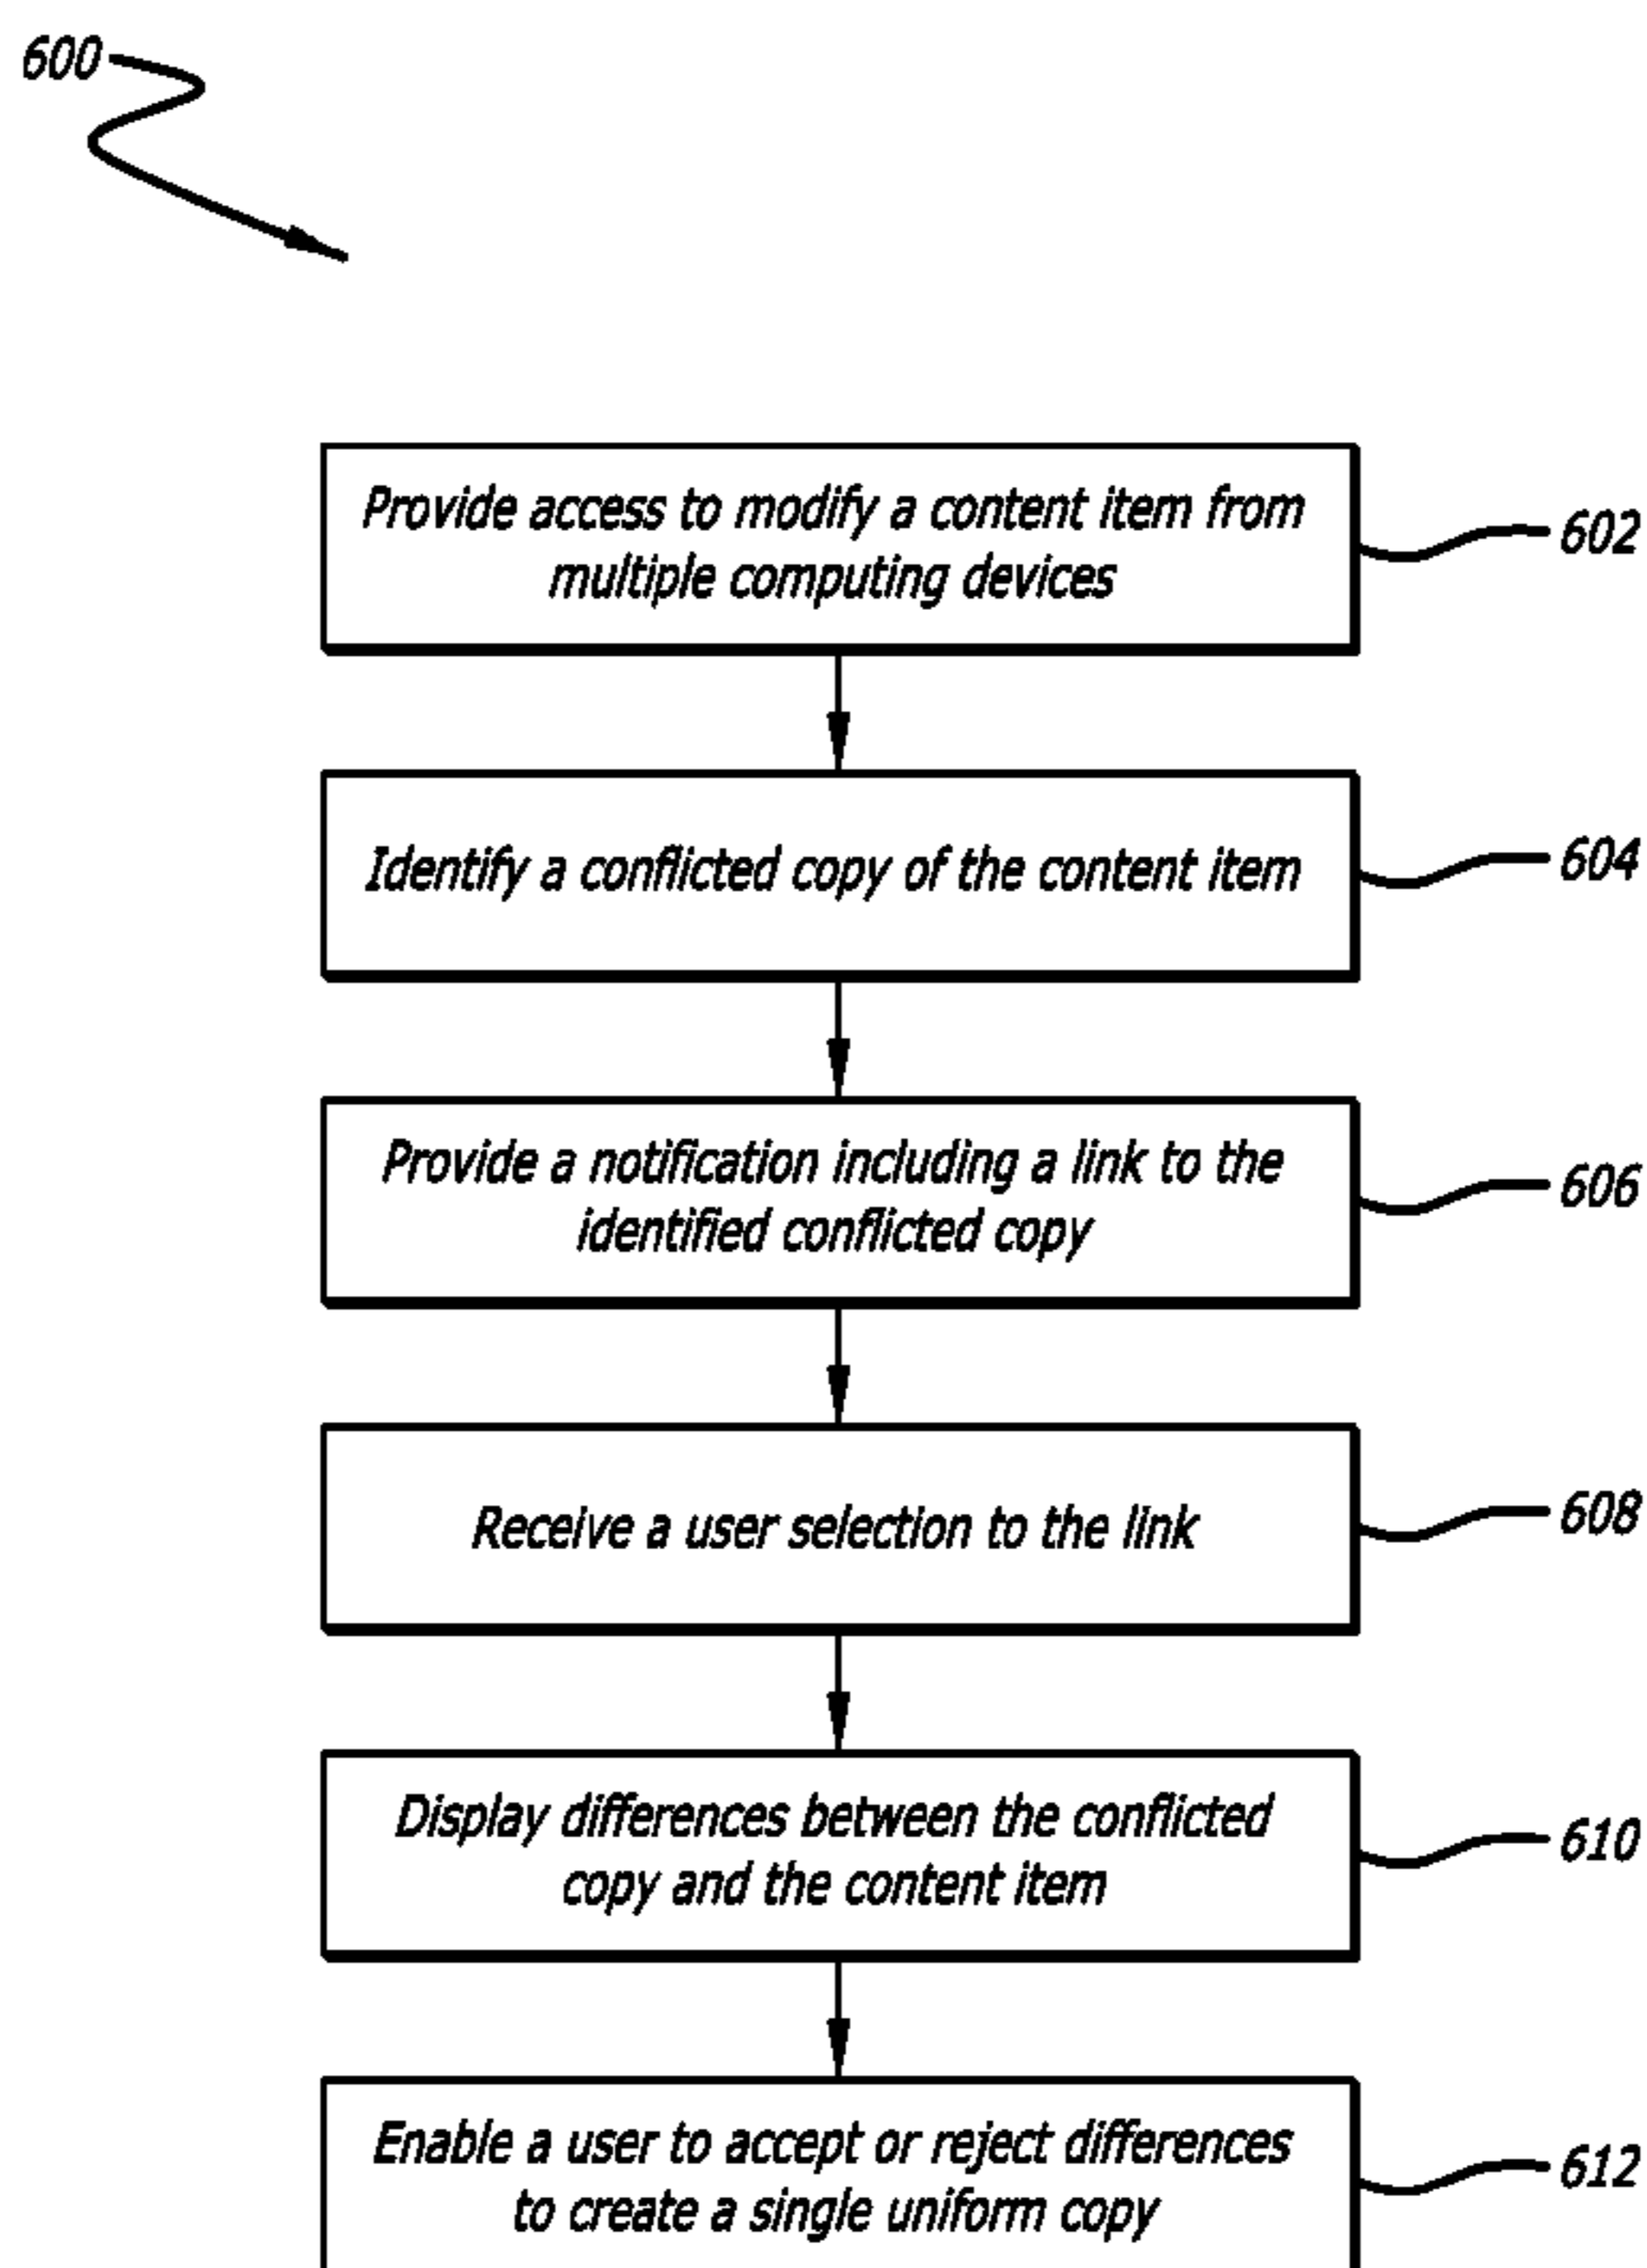 600
Provide access to modify a content item from
multiple computing devices
602
Identify a conflicted copy of the content item
604
Provide a notification including a link to the
identified conflicted copy
606
Receive a user selection to the link
608
Display differences between the conflicted
copy and the content item
610
Enable a user to accept or reject differences
to create a single uniform copy
612